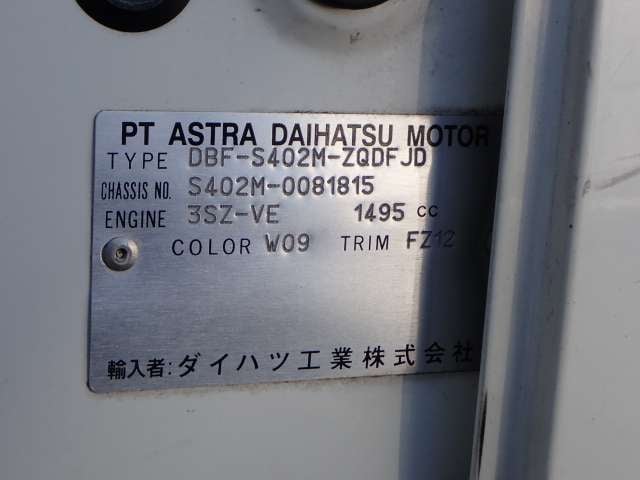 PT ASTRA DAIHATSU MOTOR
TYPE DBF-S402M-ZQDFJD
CHASSIS NO. S402M-0081815
ENGINE 3SZ-VE 1495 CC
COLOR W09 TRIM FZ12
輸入者: ダイハツ工業株式会社